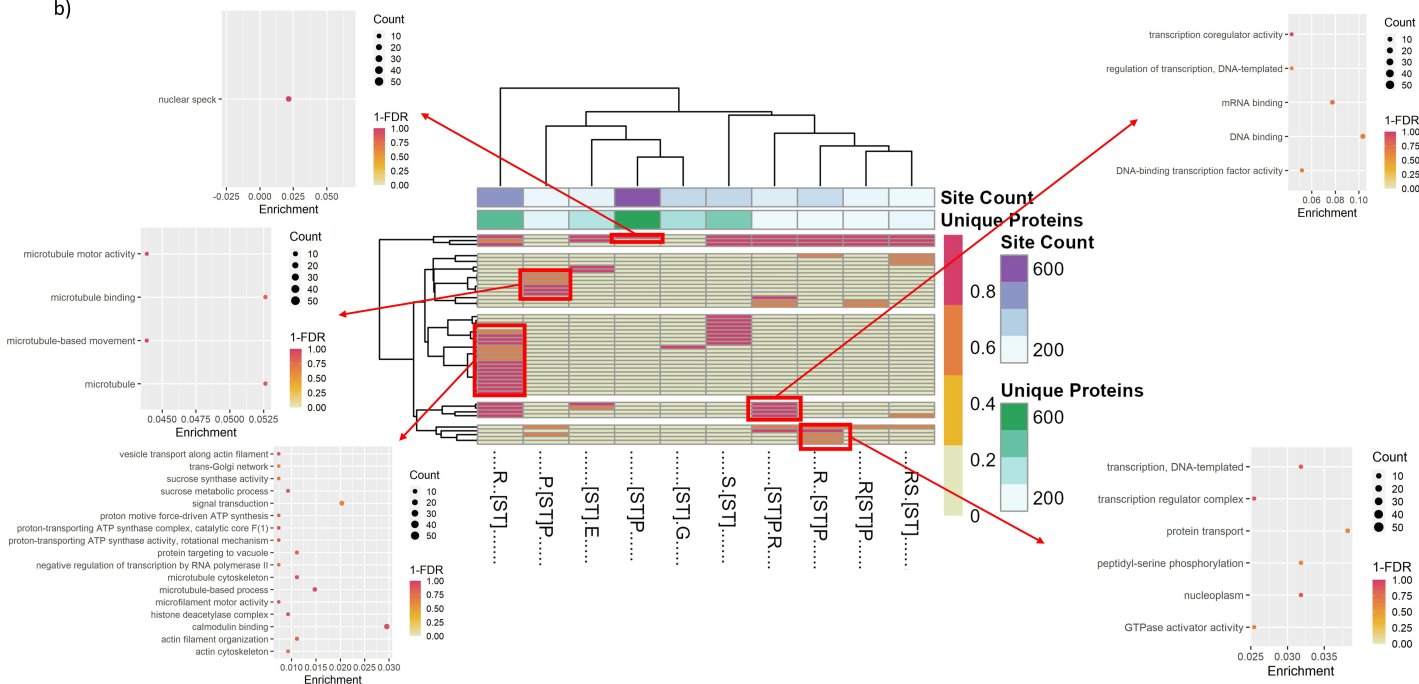 b)
nuclear speck
-0.025 0.000 0.025 0.050
Enrichment
Count
10
20
30
40
50
1-FDR
1.00
0.75
0.50
0.25
0.00
transcription coregulator activity
regulation of transcription, DNA-templated
mRNA binding
DNA binding
DNA-binding transcription factor activity
0.06 0.08 0.10
Enrichment
Count
10
20
30
40
50
1-FDR
1.00
0.75
0.50
0.25
0.00
microtubule motor activity
microtubule binding
microtubule-based movement
microtubule
0.0450 0.0475 0.0500 0.0525
Enrichment
Count
10
20
30
40
50
1-FDR
1.00
0.75
0.50
0.25
0.00
Site Count
Unique Proteins
0.8
0.6
0.4
0.2
0
Site Count
600
200
Unique Proteins
600
200
......R..[ST]......
....P.[ST]P.....
......[ST].E....
......[ST]P.....
......[ST].G....
....S.[ST]......
......[ST]P.R...
...R..[ST]P.....
.....R[ST]P.....
....RS.[ST]......
vesicle transport along actin filament
trans-Golgi network
sucrose synthase activity
sucrose metabolic process
signal transduction
proton motive force-driven ATP synthesis
proton-transporting ATP synthase complex, catalytic core F(1)
proton-transporting ATP synthase activity, rotational mechanism
protein targeting to vacuole
negative regulation of transcription by RNA polymerase II
microtubule cytoskeleton
microtubule-based process
microfilament motor activity
histone deacetylase complex
calmodulin binding
actin filament organization
actin cytoskeleton
0.010 0.015 0.020 0.025 0.030
Enrichment
Count
10
20
30
40
50
1-FDR
1.00
0.75
0.50
0.25
0.00
transcription, DNA-templated
transcription regulator complex
protein transport
peptidyl-serine phosphorylation
nucleoplasm
GTPase activator activity
0.025 0.030 0.035
Enrichment
Count
10
20
30
40
50
1-FDR
1.00
0.75
0.50
0.25
0.00